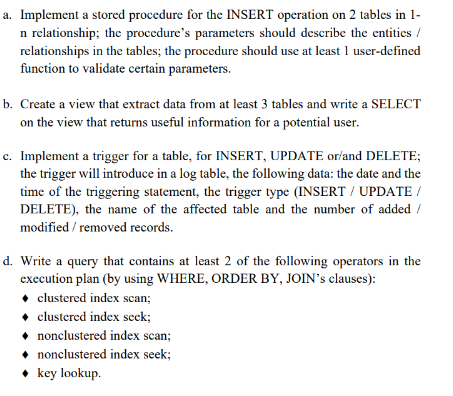 a. Implement a stored procedure for the INSERT operation on 2 tables in 1-
n relationship; the procedure's parameters should describe the entities /
relationships in the tables; the procedure should use at least 1 user-defined
function to validate certain parameters.
b. Create a view that extract data from at least 3 tables and write a SELECT
on the view that returns useful information for a potential user.
c. Implement a trigger for a table, for INSERT, UPDATE or/and DELETE;
the trigger will introduce in a log table, the following data: the date and the
time of the triggering statement, the trigger type (INSERT / UPDATE /
DELETE), the name of the affected table and the number of added /
modified / removed records.
d. Write a query that contains at least 2 of the following operators in the
execution plan (by using WHERE, ORDER BY, JOIN's clauses):
♦ clustered index scan;
♦ clustered index seek;
♦ nonclustered index scan;
♦ nonclustered index seek;
♦ key lookup.